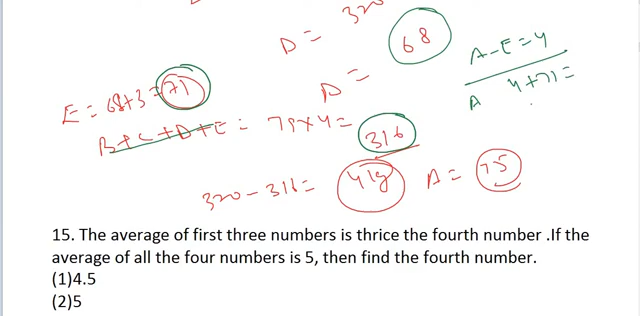 D = 320
D = 68
A-E=4
A 4+71=
E = 68+3=71
B+C+D+E = 79×4= 316
320-316= 4kg A= 75
15. The average of first three numbers is thrice the fourth number .If the
average of all the four numbers is 5, then find the fourth number.
(1)4.5
(2)5